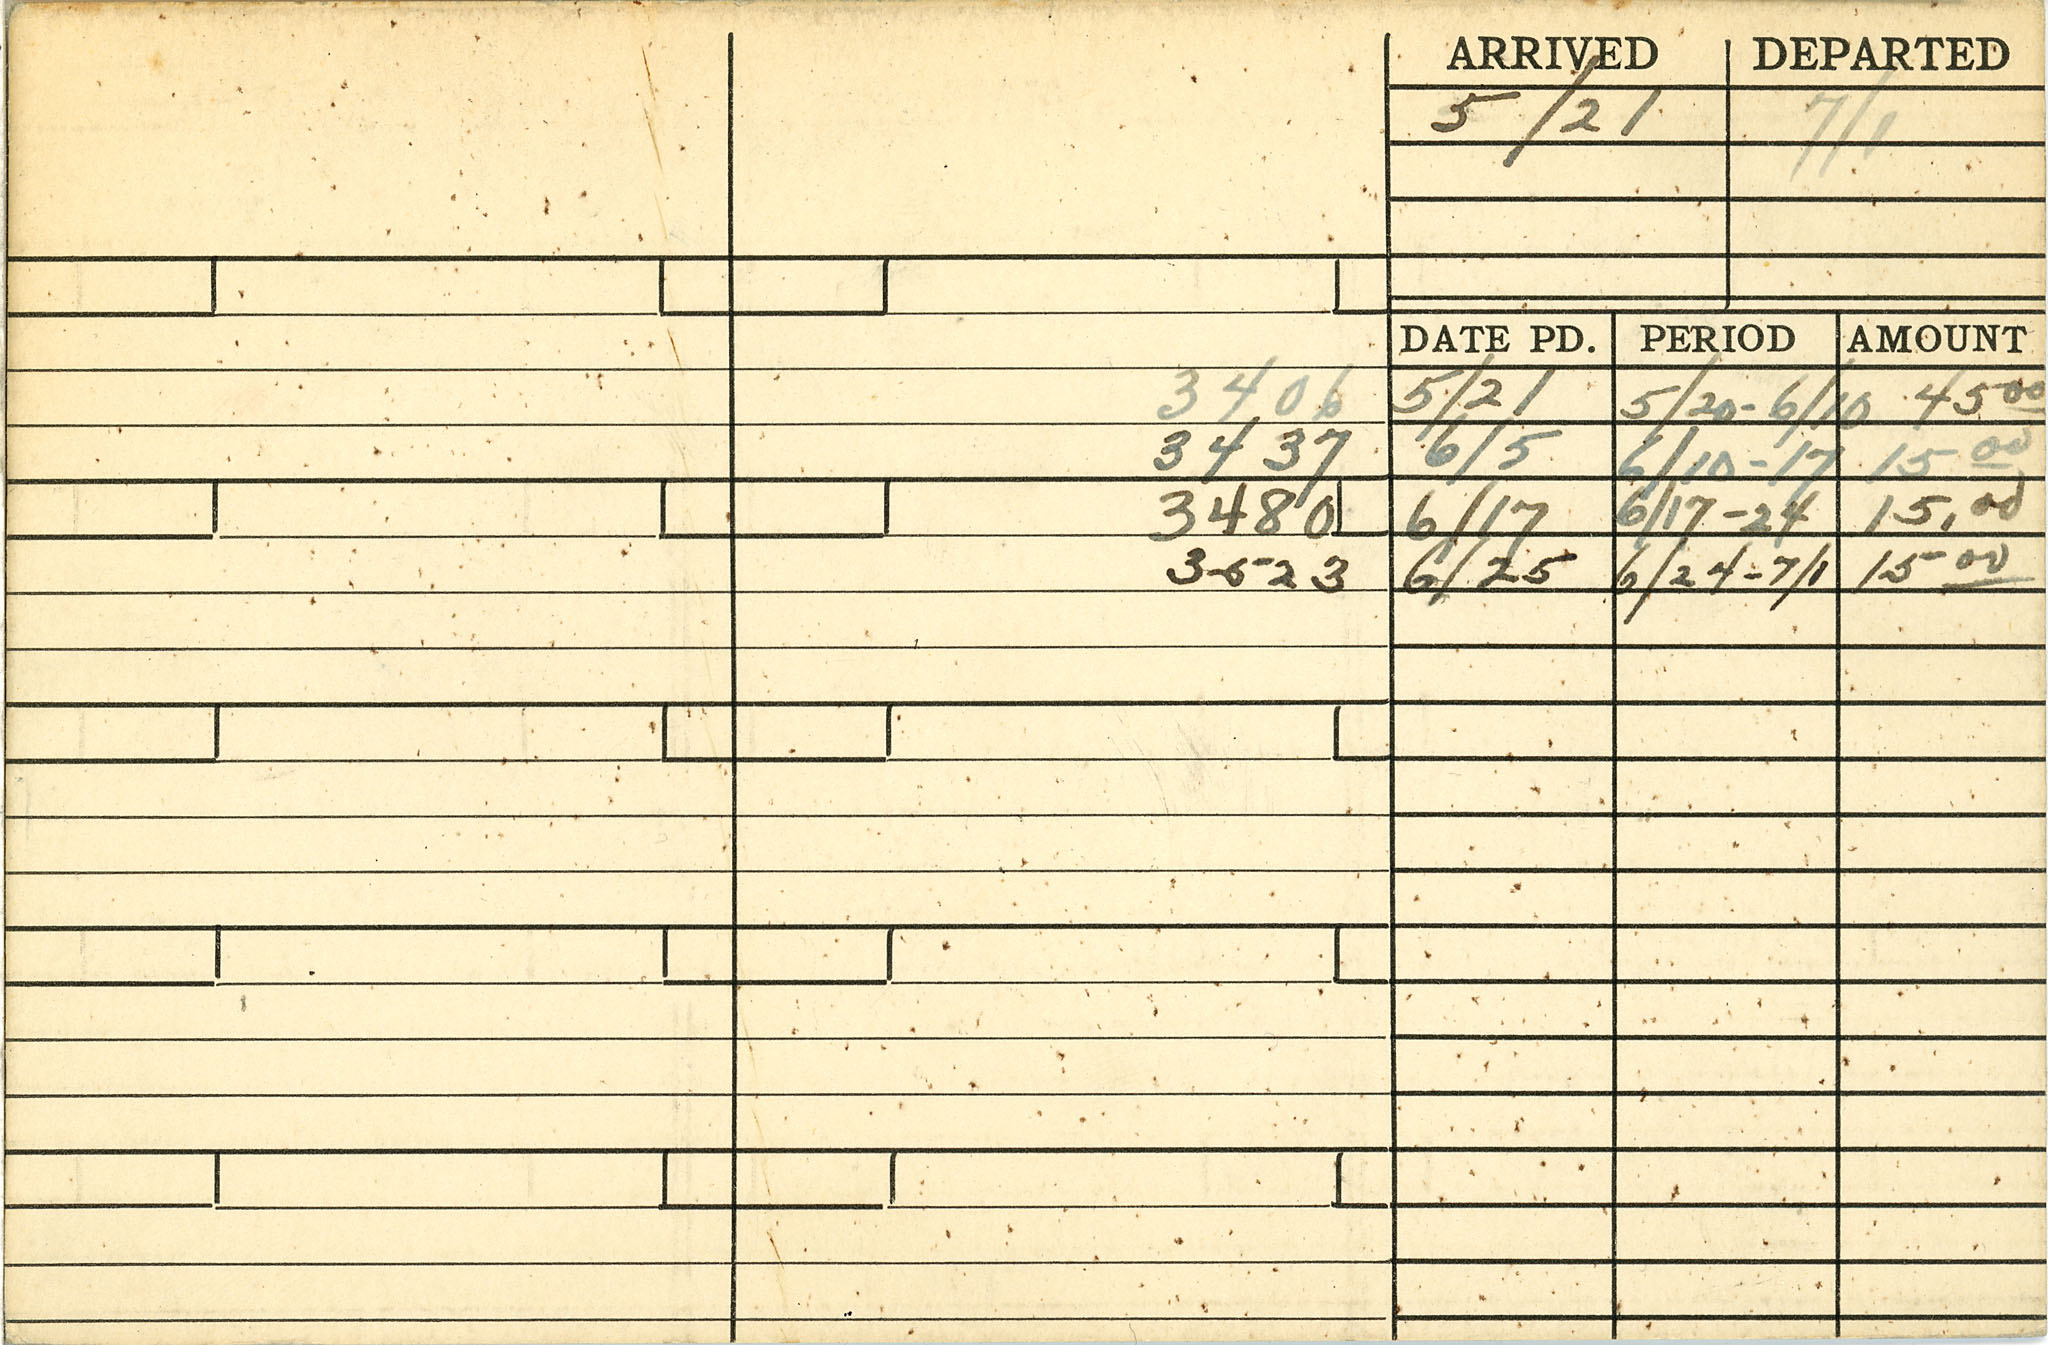 ARRIVED DEPARTED
5/21 7/1
DATE PD. PERIOD AMOUNT
3406 5/21 5/20-6/10 45 00
3437 6/5 6/10-17 15 00
3480 6/17 6/17-24 15,00
3523 6/25 6/24-7/1 15 00